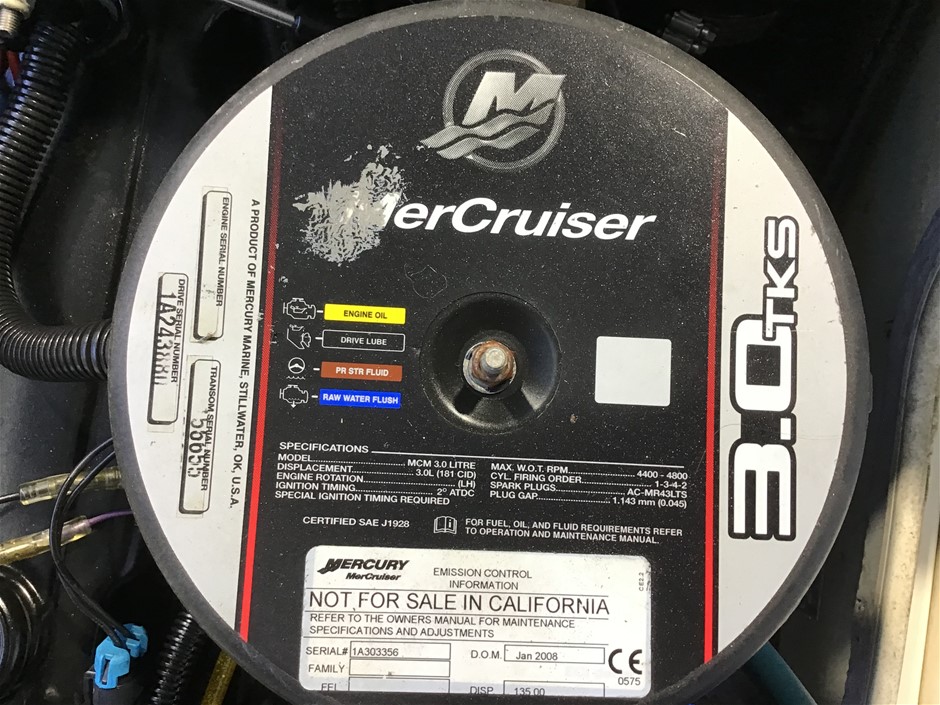 M
MerCruiser
3.0 TKS
ENGINE SERIAL NUMBER
DRIVE SERIAL NUMBER
TRANSOM SERIAL NUMBER
A PRODUCT OF MERCURY MARINE, STILLWATER, OK, U.S.A.
ENGINE OIL
DRIVE LUBE
PR STR FLUID
RAW WATER FLUSH
SPECIFICATIONS
MODEL MCM 3.0 LITRE
DISPLACEMENT 3.0L (181 CID)
ENGINE ROTATION (LH)
IGNITION TIMING 2° ATDC
SPECIAL IGNITION TIMING REQUIRED
MAX. W.O.T. RPM 4400 - 4800
CYL. FIRING ORDER 1-3-4-2
SPARK PLUGS AC-MR43LTS
PLUG GAP 1.143 mm (0.045)
CERTIFIED SAE J1928
FOR FUEL, OIL, AND FLUID REQUIREMENTS REFER
TO OPERATION AND MAINTENANCE MANUAL.
MERCURY
MerCruiser
EMISSION CONTROL
INFORMATION
CE2.2
NOT FOR SALE IN CALIFORNIA
REFER TO THE OWNERS MANUAL FOR MAINTENANCE
SPECIFICATIONS AND ADJUSTMENTS
SERIAL# 1A303356 D.O.M. Jan 2008
CE
0575
FAMILY
FEL DISP 135.00